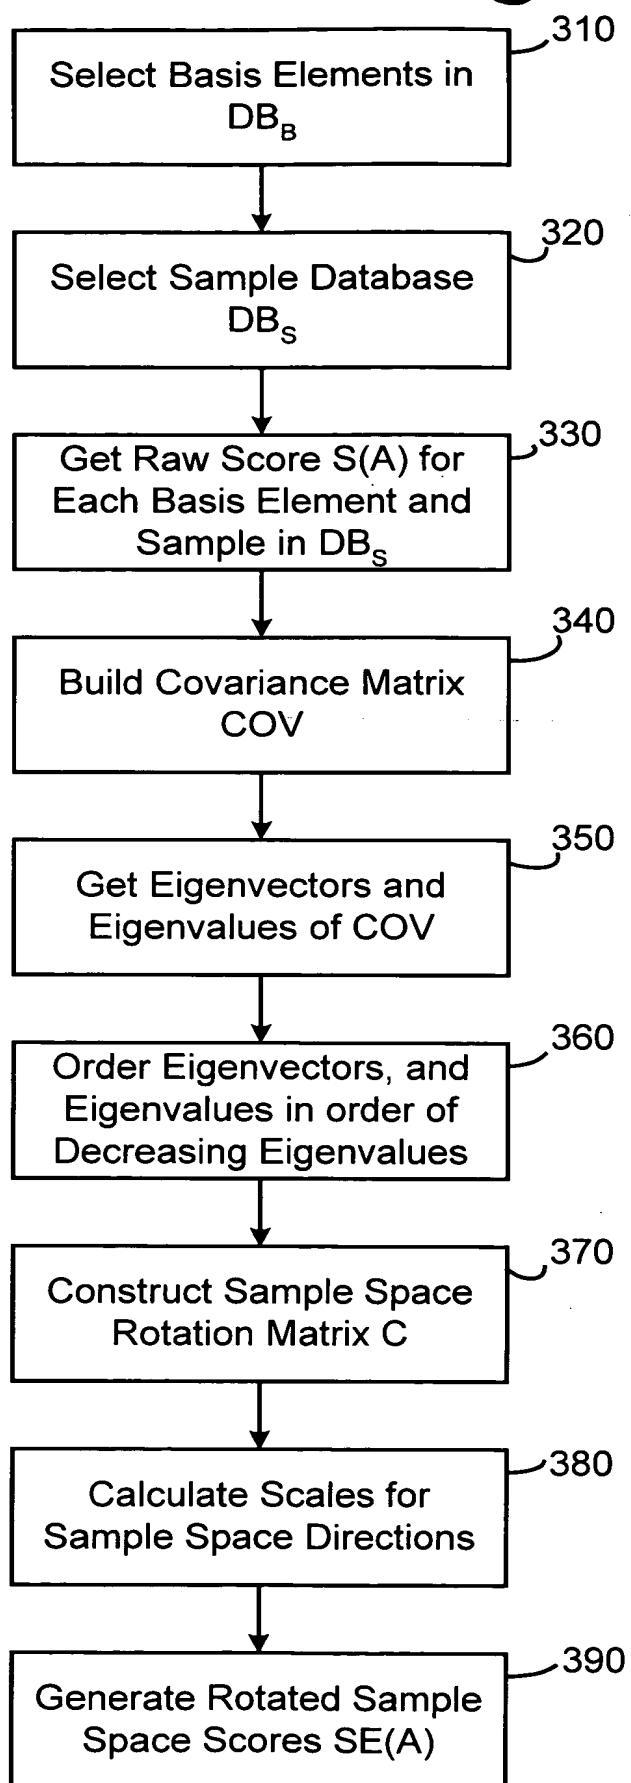 310
Select Basis Elements in
DB_B
320
Select Sample Database
DB_S
330
Get Raw Score S(A) for
Each Basis Element and
Sample in DB_S
340
Build Covariance Matrix
COV
350
Get Eigenvectors and
Eigenvalues of COV
360
Order Eigenvectors, and
Eigenvalues in order of
Decreasing Eigenvalues
370
Construct Sample Space
Rotation Matrix C
380
Calculate Scales for
Sample Space Directions
390
Generate Rotated Sample
Space Scores SE(A)